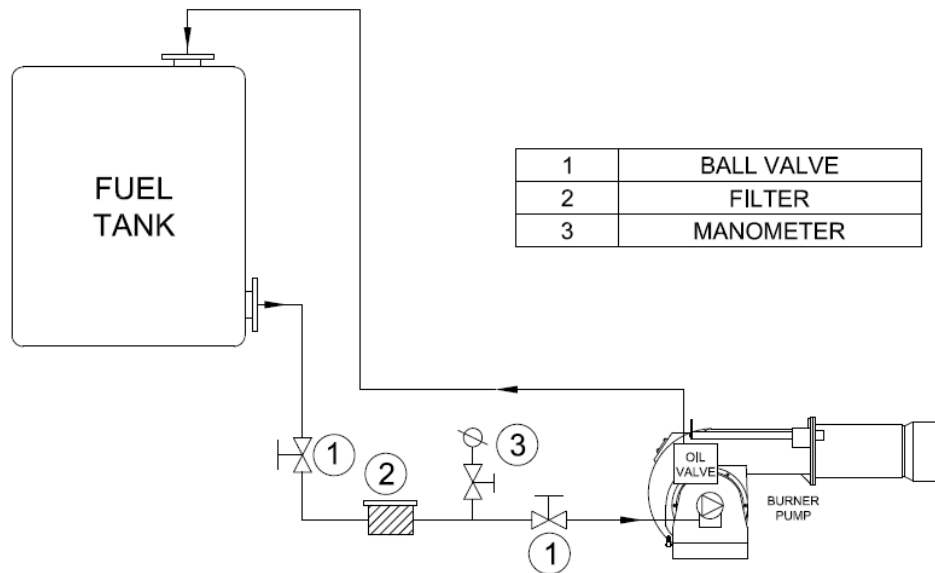 FUEL
TANK
1 BALL VALVE
2 FILTER
3 MANOMETER
1
2
3
1
OIL
VALVE
BURNER
PUMP